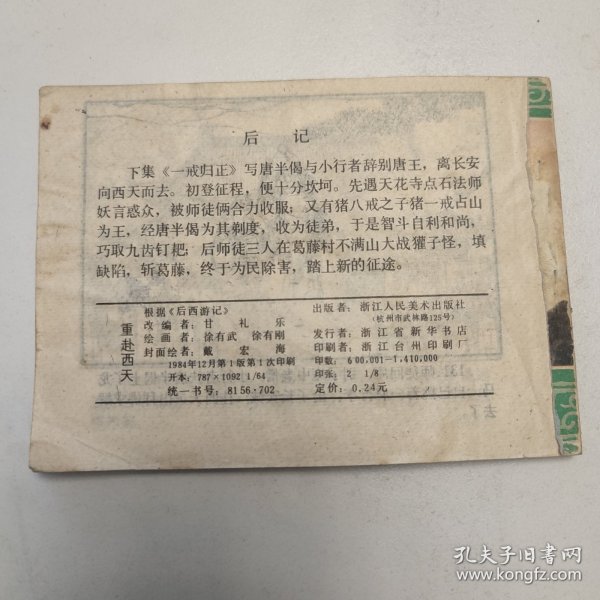 后 记
下集《一戒归正》写唐半偈与小行者辞别唐王，离长安
向西天而去。初登征程，便十分坎坷。先遇天花寺点石法师
妖言惑众，被师徒俩合力收服；又有猪八戒之子猪一戒占山
为王，经唐半偈为其剃度，收为徒弟，于是智斗自利和尚，
巧取九齿钉耙；后师徒三人在葛藤村不满山大战獾子怪，填
缺陷，斩葛藤，终于为民除害，踏上新的征途。
重赴西天
根据《后西游记》
改编者：甘礼乐
绘画者：徐有武 徐有刚
封面绘者：戴宏海
1984年12月第1版第1次印刷
开本：787×1092 1/64
统一书号：8156·702
出版者：浙江人民美术出版社
（杭州市武林路125号）
发行者：浙江省新华书店
印刷者：浙江台州印刷厂
印数：600,001—1,410,000
印张：2 1/8
定价：0.24元
去了。
孔夫子旧书网
www.kongfz.com